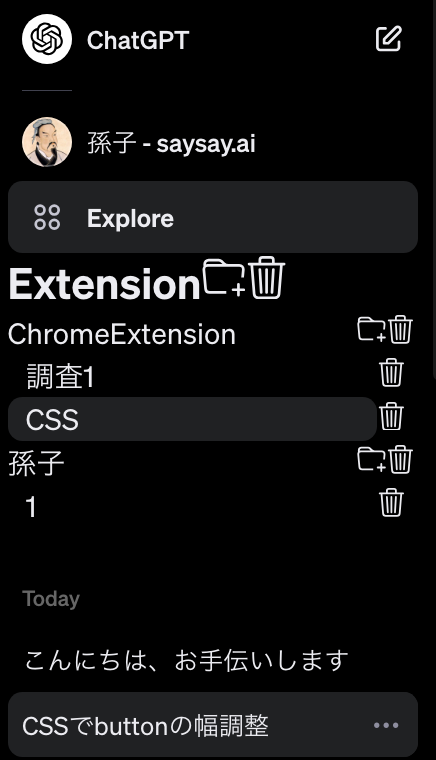 ChatGPT
孫子 - saysay.ai
Explore
Extension
ChromeExtension
調査1
CSS
孫子
1
Today
こんにちは、お手伝いします
CSSでbuttonの幅調整